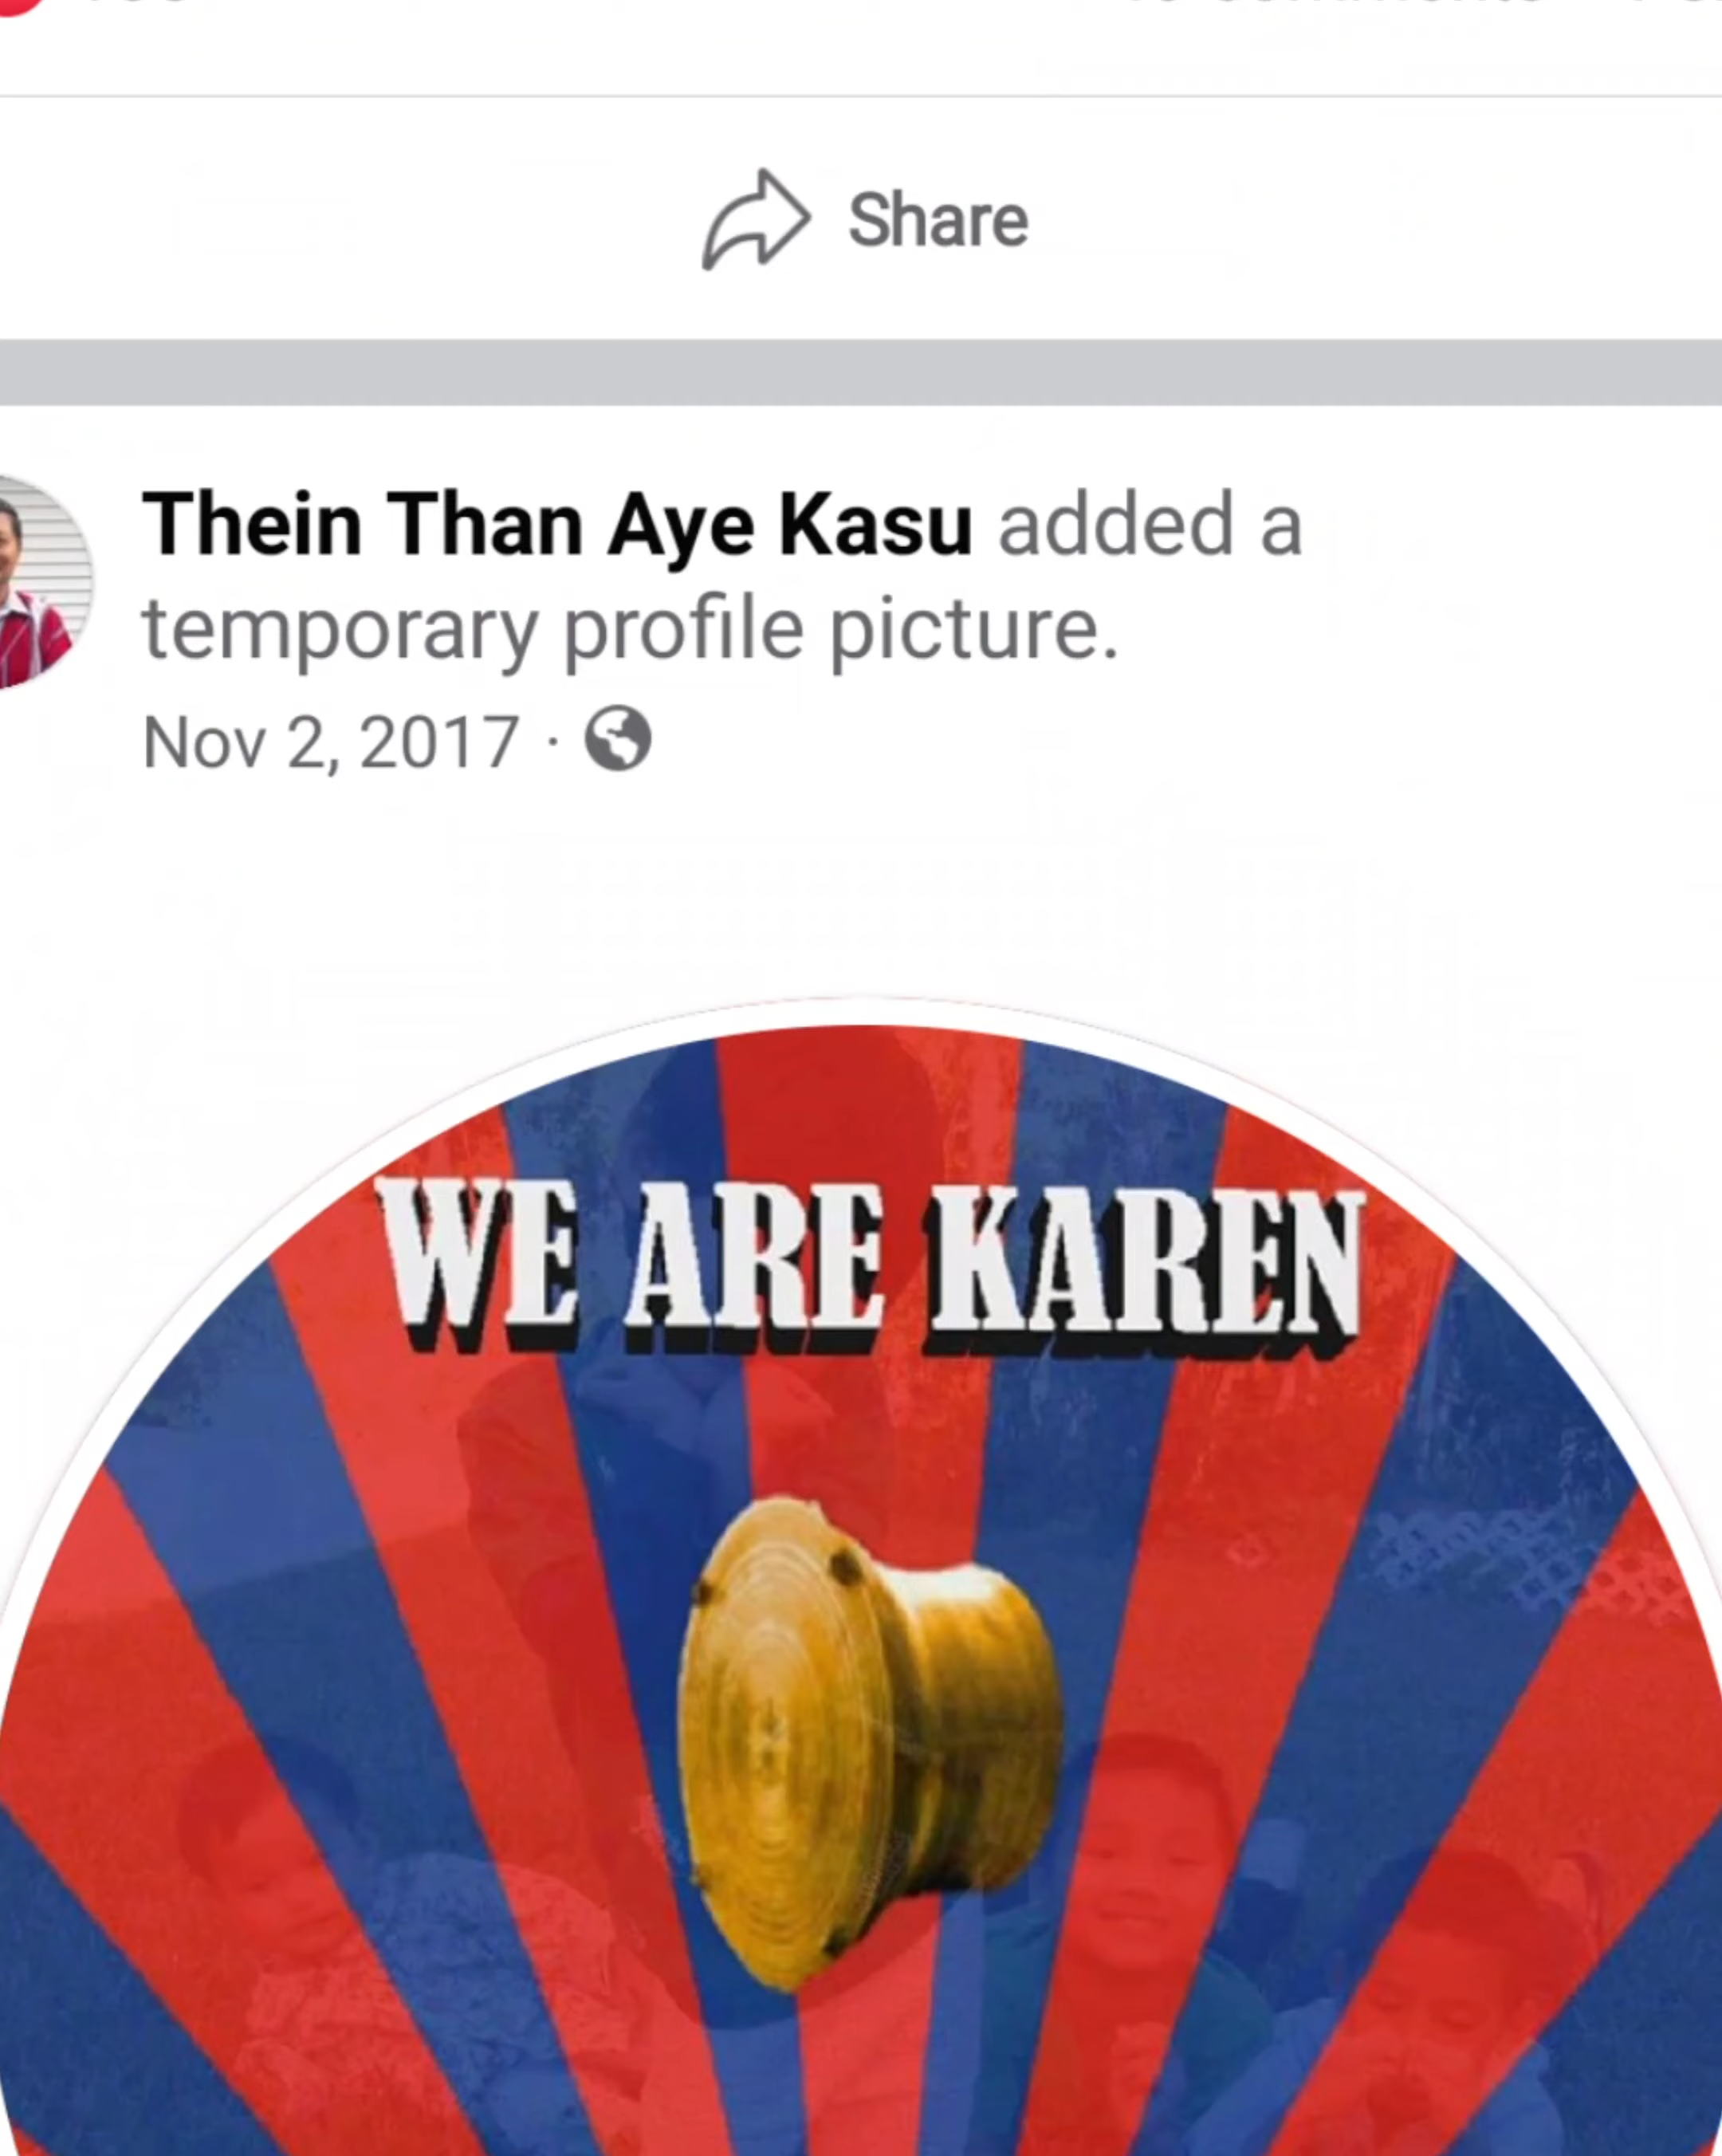 Share
Thein Than Aye Kasu added a
temporary profile picture.
Nov 2, 2017 ·
WE ARE KAREN